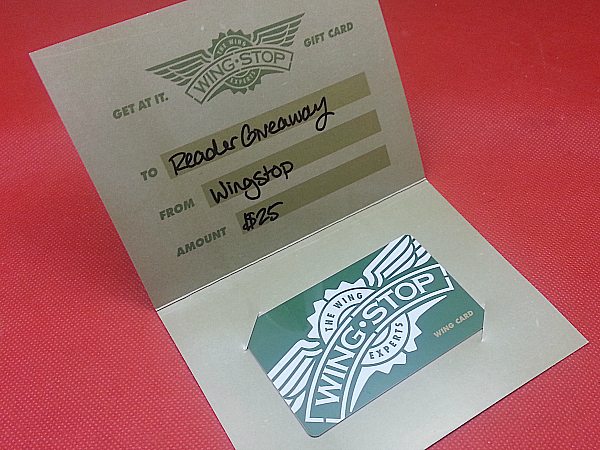 THE WING
WING•STOP
EXPERTS
GIFT CARD
GET AT IT.
TO Reader Giveaway
FROM Wingstop
AMOUNT $25
THE WING
WING•STOP
EXPERTS
WING CARD